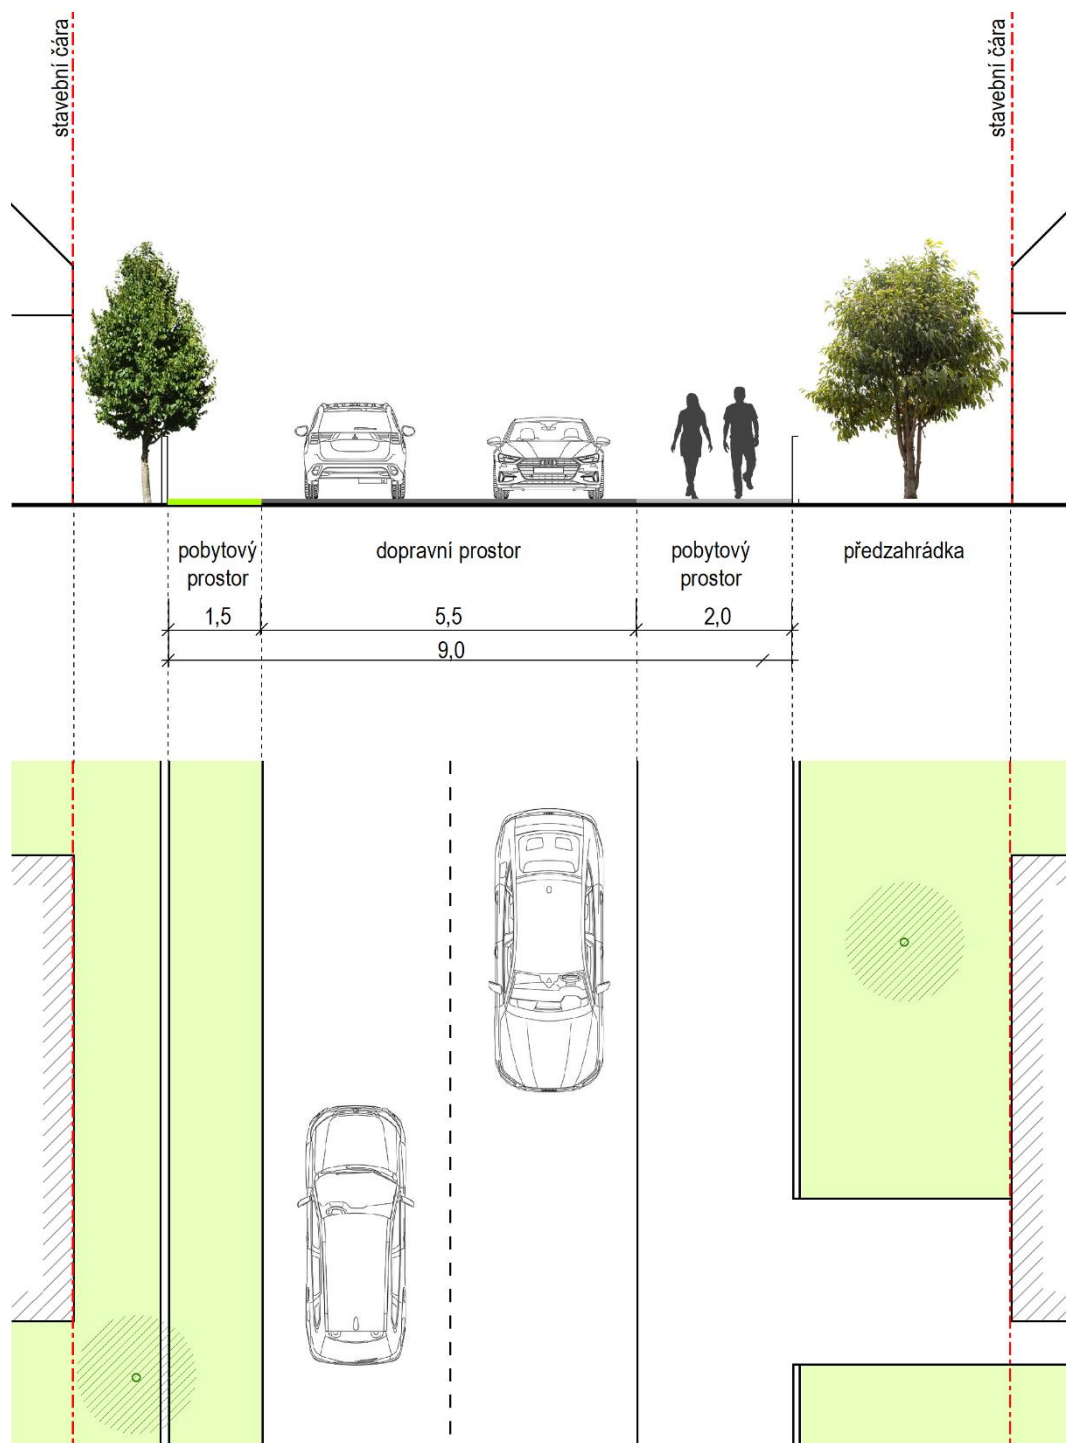 stavební čára
stavební čára
pobytový
prostor
dopravní prostor
pobytový
prostor
předzahrádka
1,5
5,5
2,0
9,0